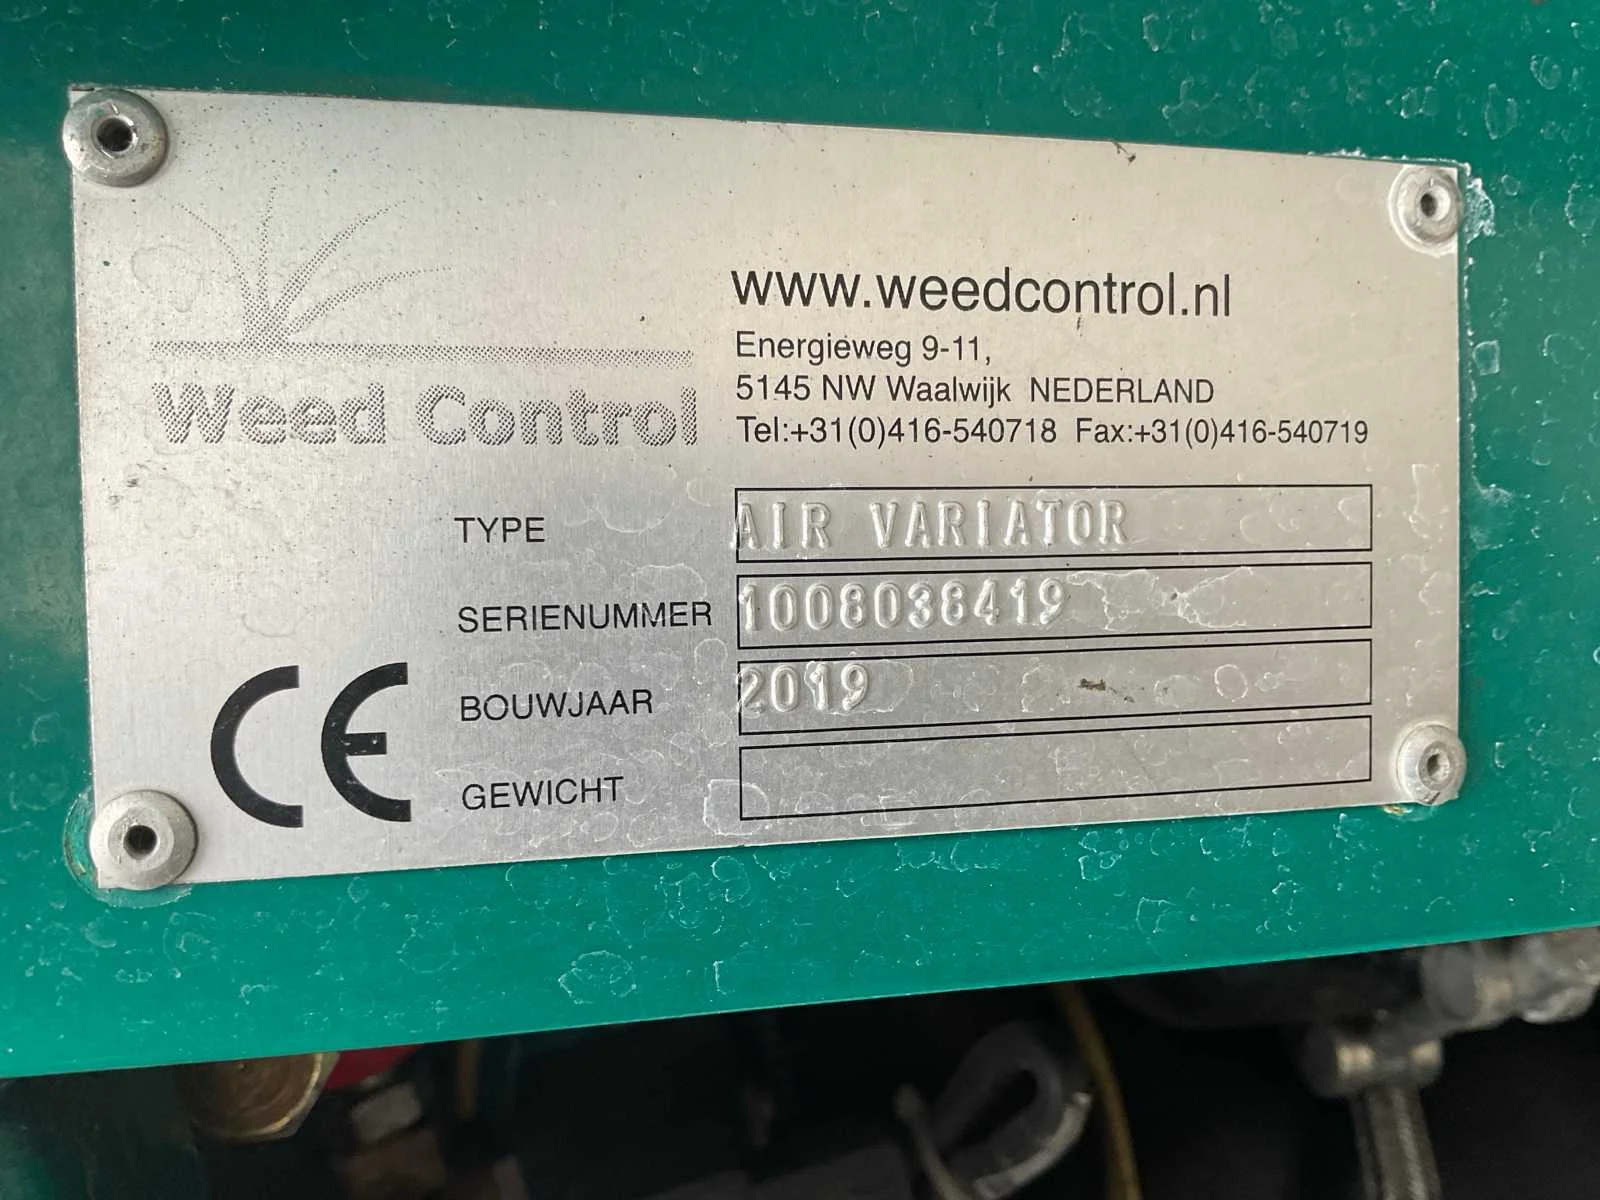 www.weedcontrol.nl
Energieweg 9-11,
5145 NW Waalwijk NEDERLAND
Tel:+31(0)416-540718 Fax:+31(0)416-540719
Weed Control
TYPE AIR VARIATOR
SERIENUMMER 1008038419
BOUWJAAR 2019
GEWICHT
CE